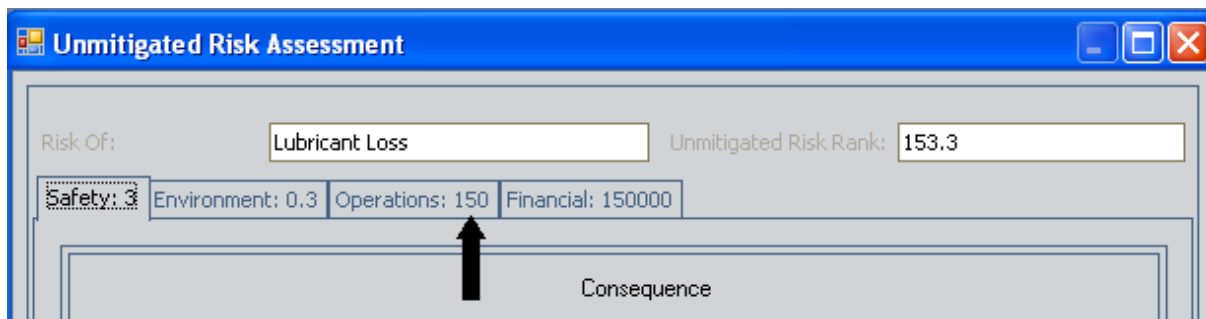 Unmitigated Risk Assessment
Risk Of: Lubricant Loss Unmitigated Risk Rank: 153.3
Safety: 3 Environment: 0.3 Operations: 150 Financial: 150000
Consequence